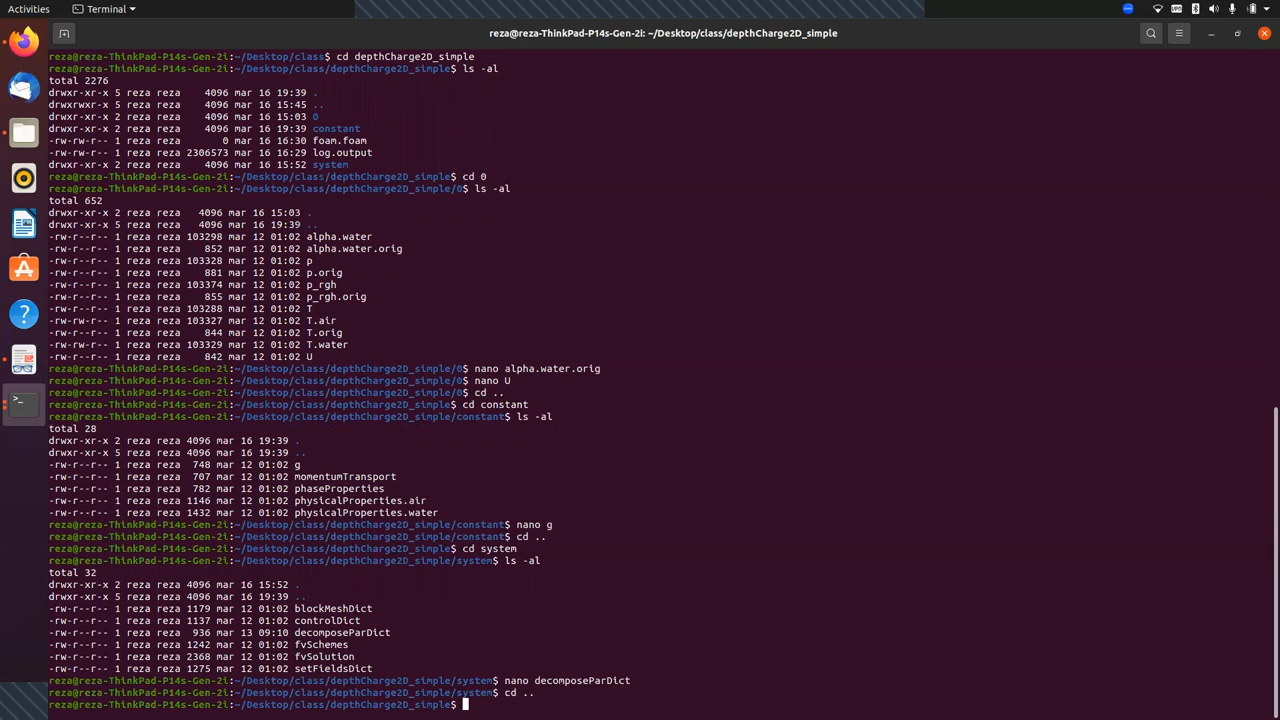 Activities
Terminal
reza@reza-ThinkPad-P14s-Gen-2i: ~/Desktop/class/depthCharge2D_simple
reza@reza-ThinkPad-P14s-Gen-2i:~/Desktop/class$ cd depthCharge2D_simple
reza@reza-ThinkPad-P14s-Gen-2i:~/Desktop/class/depthCharge2D_simple$ ls -al
total 2276
drwxr-xr-x 5 reza reza    4096 mar 16 19:39 .
drwxrwxr-x 5 reza reza    4096 mar 16 15:45 ..
drwxr-xr-x 2 reza reza    4096 mar 16 15:03 0
drwxr-xr-x 2 reza reza    4096 mar 16 19:39 constant
-rw-rw-r-- 1 reza reza       0 mar 16 16:30 foam.foam
-rw-rw-r-- 1 reza reza 2306573 mar 16 16:29 log.output
drwxr-xr-x 2 reza reza    4096 mar 16 15:52 system
reza@reza-ThinkPad-P14s-Gen-2i:~/Desktop/class/depthCharge2D_simple$ cd 0
reza@reza-ThinkPad-P14s-Gen-2i:~/Desktop/class/depthCharge2D_simple/0$ ls -al
total 652
drwxr-xr-x 2 reza reza   4096 mar 16 15:03 .
drwxr-xr-x 5 reza reza   4096 mar 16 19:39 ..
-rw-r--r-- 1 reza reza 103298 mar 12 01:02 alpha.water
-rw-r--r-- 1 reza reza    852 mar 12 01:02 alpha.water.orig
-rw-r--r-- 1 reza reza 103328 mar 12 01:02 p
-rw-r--r-- 1 reza reza    881 mar 12 01:02 p.orig
-rw-r--r-- 1 reza reza 103374 mar 12 01:02 p_rgh
-rw-r--r-- 1 reza reza    855 mar 12 01:02 p_rgh.orig
-rw-r--r-- 1 reza reza 103288 mar 12 01:02 T
-rw-rw-r-- 1 reza reza 103327 mar 12 01:02 T.air
-rw-r--r-- 1 reza reza    844 mar 12 01:02 T.orig
-rw-rw-r-- 1 reza reza 103329 mar 12 01:02 T.water
-rw-r--r-- 1 reza reza    842 mar 12 01:02 U
reza@reza-ThinkPad-P14s-Gen-2i:~/Desktop/class/depthCharge2D_simple/0$ nano alpha.water.orig
reza@reza-ThinkPad-P14s-Gen-2i:~/Desktop/class/depthCharge2D_simple/0$ nano U
reza@reza-ThinkPad-P14s-Gen-2i:~/Desktop/class/depthCharge2D_simple/0$ cd ..
reza@reza-ThinkPad-P14s-Gen-2i:~/Desktop/class/depthCharge2D_simple$ cd constant
reza@reza-ThinkPad-P14s-Gen-2i:~/Desktop/class/depthCharge2D_simple/constant$ ls -al
total 28
drwxr-xr-x 2 reza reza 4096 mar 16 19:39 .
drwxr-xr-x 5 reza reza 4096 mar 16 19:39 ..
-rw-r--r-- 1 reza reza  748 mar 12 01:02 g
-rw-r--r-- 1 reza reza  707 mar 12 01:02 momentumTransport
-rw-r--r-- 1 reza reza  782 mar 12 01:02 phaseProperties
-rw-r--r-- 1 reza reza 1146 mar 12 01:02 physicalProperties.air
-rw-r--r-- 1 reza reza 1432 mar 12 01:02 physicalProperties.water
reza@reza-ThinkPad-P14s-Gen-2i:~/Desktop/class/depthCharge2D_simple/constant$ nano g
reza@reza-ThinkPad-P14s-Gen-2i:~/Desktop/class/depthCharge2D_simple/constant$ cd ..
reza@reza-ThinkPad-P14s-Gen-2i:~/Desktop/class/depthCharge2D_simple$ cd system
reza@reza-ThinkPad-P14s-Gen-2i:~/Desktop/class/depthCharge2D_simple/system$ ls -al
total 32
drwxr-xr-x 2 reza reza 4096 mar 16 15:52 .
drwxr-xr-x 5 reza reza 4096 mar 16 19:39 ..
-rw-r--r-- 1 reza reza 1179 mar 12 01:02 blockMeshDict
-rw-r--r-- 1 reza reza 1137 mar 12 01:02 controlDict
-rw-r--r-- 1 reza reza  936 mar 13 09:10 decomposeParDict
-rw-r--r-- 1 reza reza 1242 mar 12 01:02 fvSchemes
-rw-r--r-- 1 reza reza 2368 mar 12 01:02 fvSolution
-rw-r--r-- 1 reza reza 1275 mar 12 01:02 setFieldsDict
reza@reza-ThinkPad-P14s-Gen-2i:~/Desktop/class/depthCharge2D_simple/system$ nano decomposeParDict
reza@reza-ThinkPad-P14s-Gen-2i:~/Desktop/class/depthCharge2D_simple/system$ cd ..
reza@reza-ThinkPad-P14s-Gen-2i:~/Desktop/class/depthCharge2D_simple$